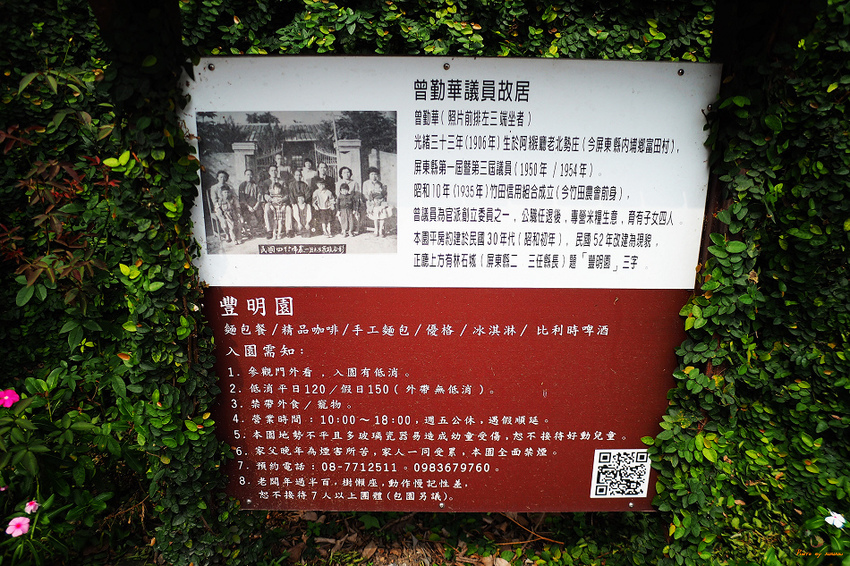 曾勤華議員故居
曾勤華(照片前排左三端坐者)
光緒三十三年(1906年)生於阿緱廳老北勢庄(今屏東縣內埔鄉富田村),
屏東縣第一屆暨第三屆議員(1950年 / 1954年)。
昭和10年(1935年)竹田信用組合成立(今竹田農會前身),
曾議員為官派創立委員之一。公職任退後,專營米糧生意,育有子女四人。
本園平房約建於民國30年代(昭和初年),民國52年改建為現貌,
正廳上方有林石城(屏東縣二 三任縣長)題「豐明園」三字。
民國四十
豐明園
麵包餐/精品咖啡/手工麵包/優格/冰淇淋/ 比利時啤酒
入園需知:
1. 參觀門外看,入園有低消。
2. 低消平日120/假日150(外帶無低消)。
3. 禁帶外食/寵物。
4. 營業時間:10:00~18:00,週五公休,遇假順延。
5. 本園地勢不平且多玻璃瓷器易造成幼童受傷,恕不接待好動兒童。
6. 家父晚年為煙害所苦,家人一同受累,本園全面禁煙。
7. 預約電話:08-7712511。0983679760。
8. 老闆年過半百,樹懶座,動作慢記性差,
恕不接待7人以上團體(包園另議)。
Photo by